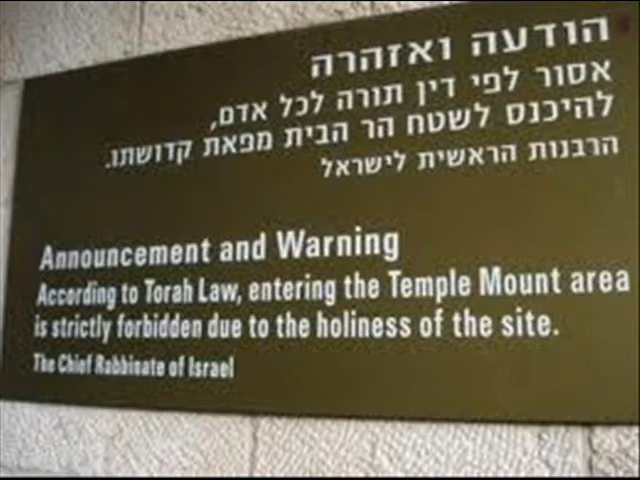 הודעה ואזהרה
אסור לפי דין תורה לכל אדם,
להיכנס לשטח הר הבית מפאת קדושתו.
הרבנות הראשית לישראל
Announcement and Warning
According to Torah Law, entering the Temple Mount area
is strictly forbidden due to the holiness of the site.
The Chief Rabbinate of Israel